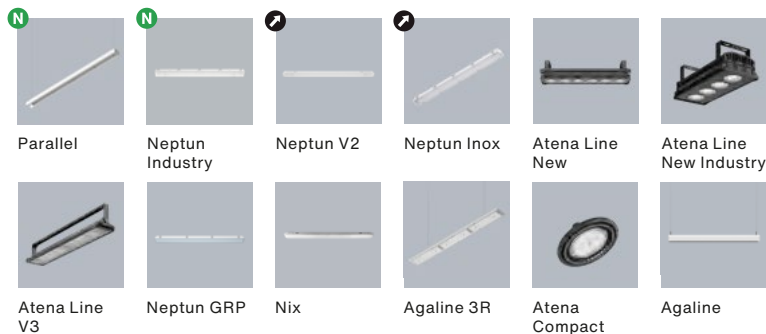 N
N
Parallel
Neptun
Industry
Neptun V2
Neptun Inox
Atena Line
New
Atena Line
New Industry
Atena Line
V3
Neptun GRP
Nix
Agaline 3R
Atena
Compact
Agaline